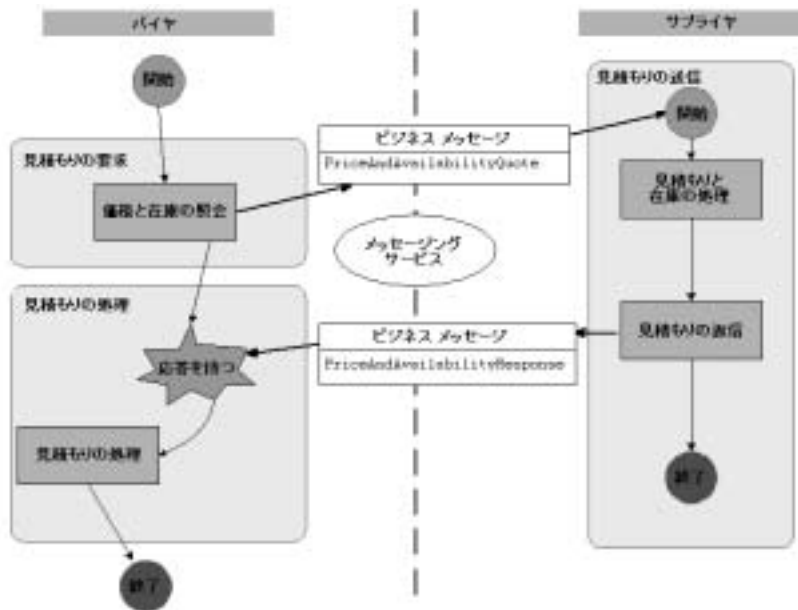 バイヤ
サプライヤ
開始
見積もりの要求
価格と在庫の照会
ビジネス メッセージ
PriceAndAvailabilityQuote
見積もりの送信
開始
見積もりと
在庫の処理
メッセージング
サービス
見積もりの処理
応答を待つ
ビジネス メッセージ
PriceAndAvailabilityResponse
見積もりの返信
見積もりの処理
終了
終了